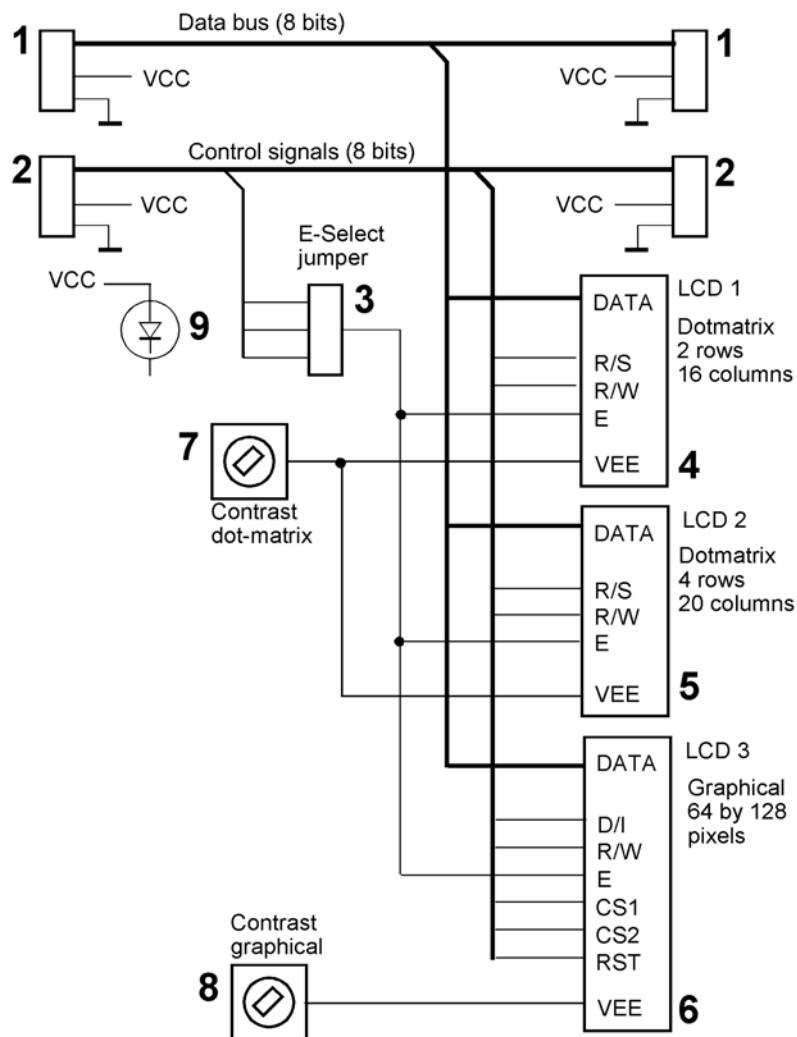 Data bus (8 bits)
1
1
VCC
VCC
Control signals (8 bits)
2
2
VCC
VCC
E-Select
jumper
3
VCC
9
LCD 1
DATA
Dotmatrix
2 rows
16 columns
R/S
R/W
E
VEE
4
7
Contrast
dot-matrix
LCD 2
DATA
Dotmatrix
4 rows
20 columns
R/S
R/W
E
VEE
5
LCD 3
DATA
Graphical
64 by 128
pixels
D/I
R/W
E
CS1
CS2
RST
VEE
6
Contrast
graphical
8